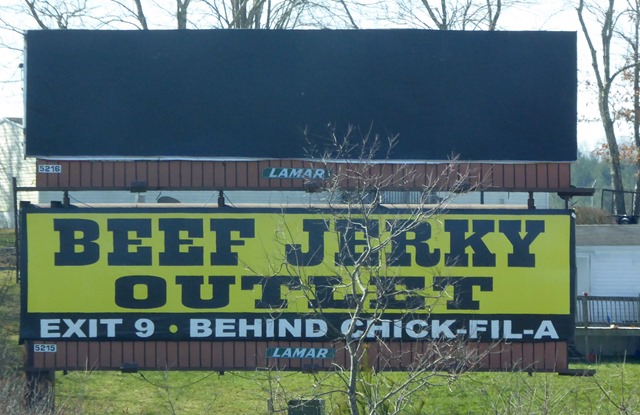 5216
LAMAR
BEEF JERKY
OUTLET
EXIT 9 • BEHIND CHICK-FIL-A
5215
LAMAR